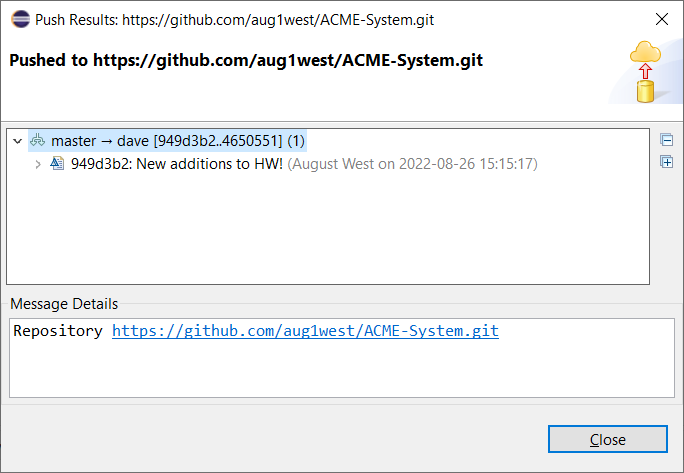 Push Results: https://github.com/aug1west/ACME-System.git
Pushed to https://github.com/aug1west/ACME-System.git
master → dave [949d3b2..4650551] (1)
949d3b2: New additions to HW! (August West on 2022-08-26 15:15:17)
Message Details
Repository https://github.com/aug1west/ACME-System.git
Close